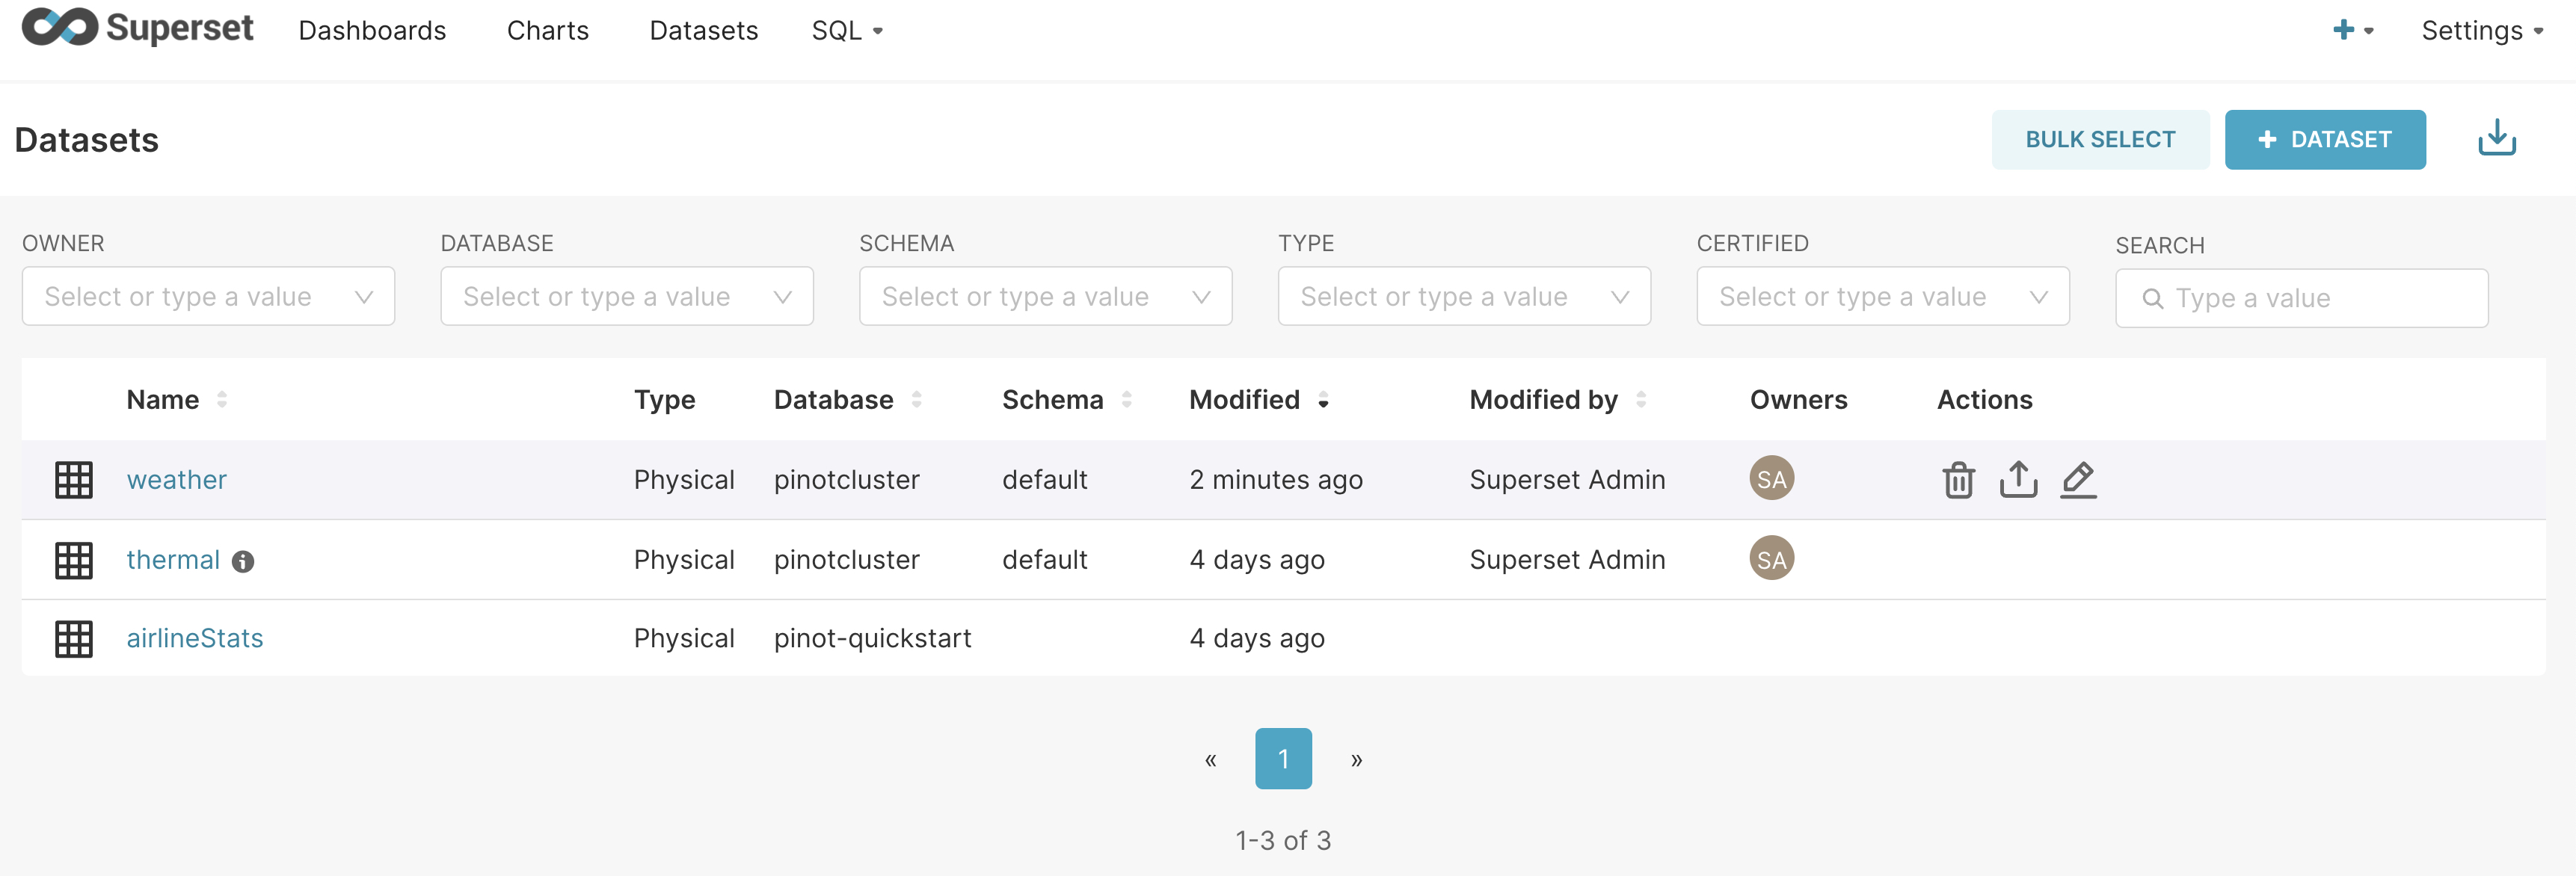 Superset Dashboards Charts Datasets SQL + Settings
Datasets BULK SELECT + DATASET
OWNER DATABASE SCHEMA TYPE CERTIFIED SEARCH
Select or type a value Select or type a value Select or type a value Select or type a value Select or type a value Type a value
Name Type Database Schema Modified Modified by Owners Actions
weather Physical pinotcluster default 2 minutes ago Superset Admin SA
thermal Physical pinotcluster default 4 days ago Superset Admin SA
airlineStats Physical pinot-quickstart 4 days ago
« 1 »
1-3 of 3